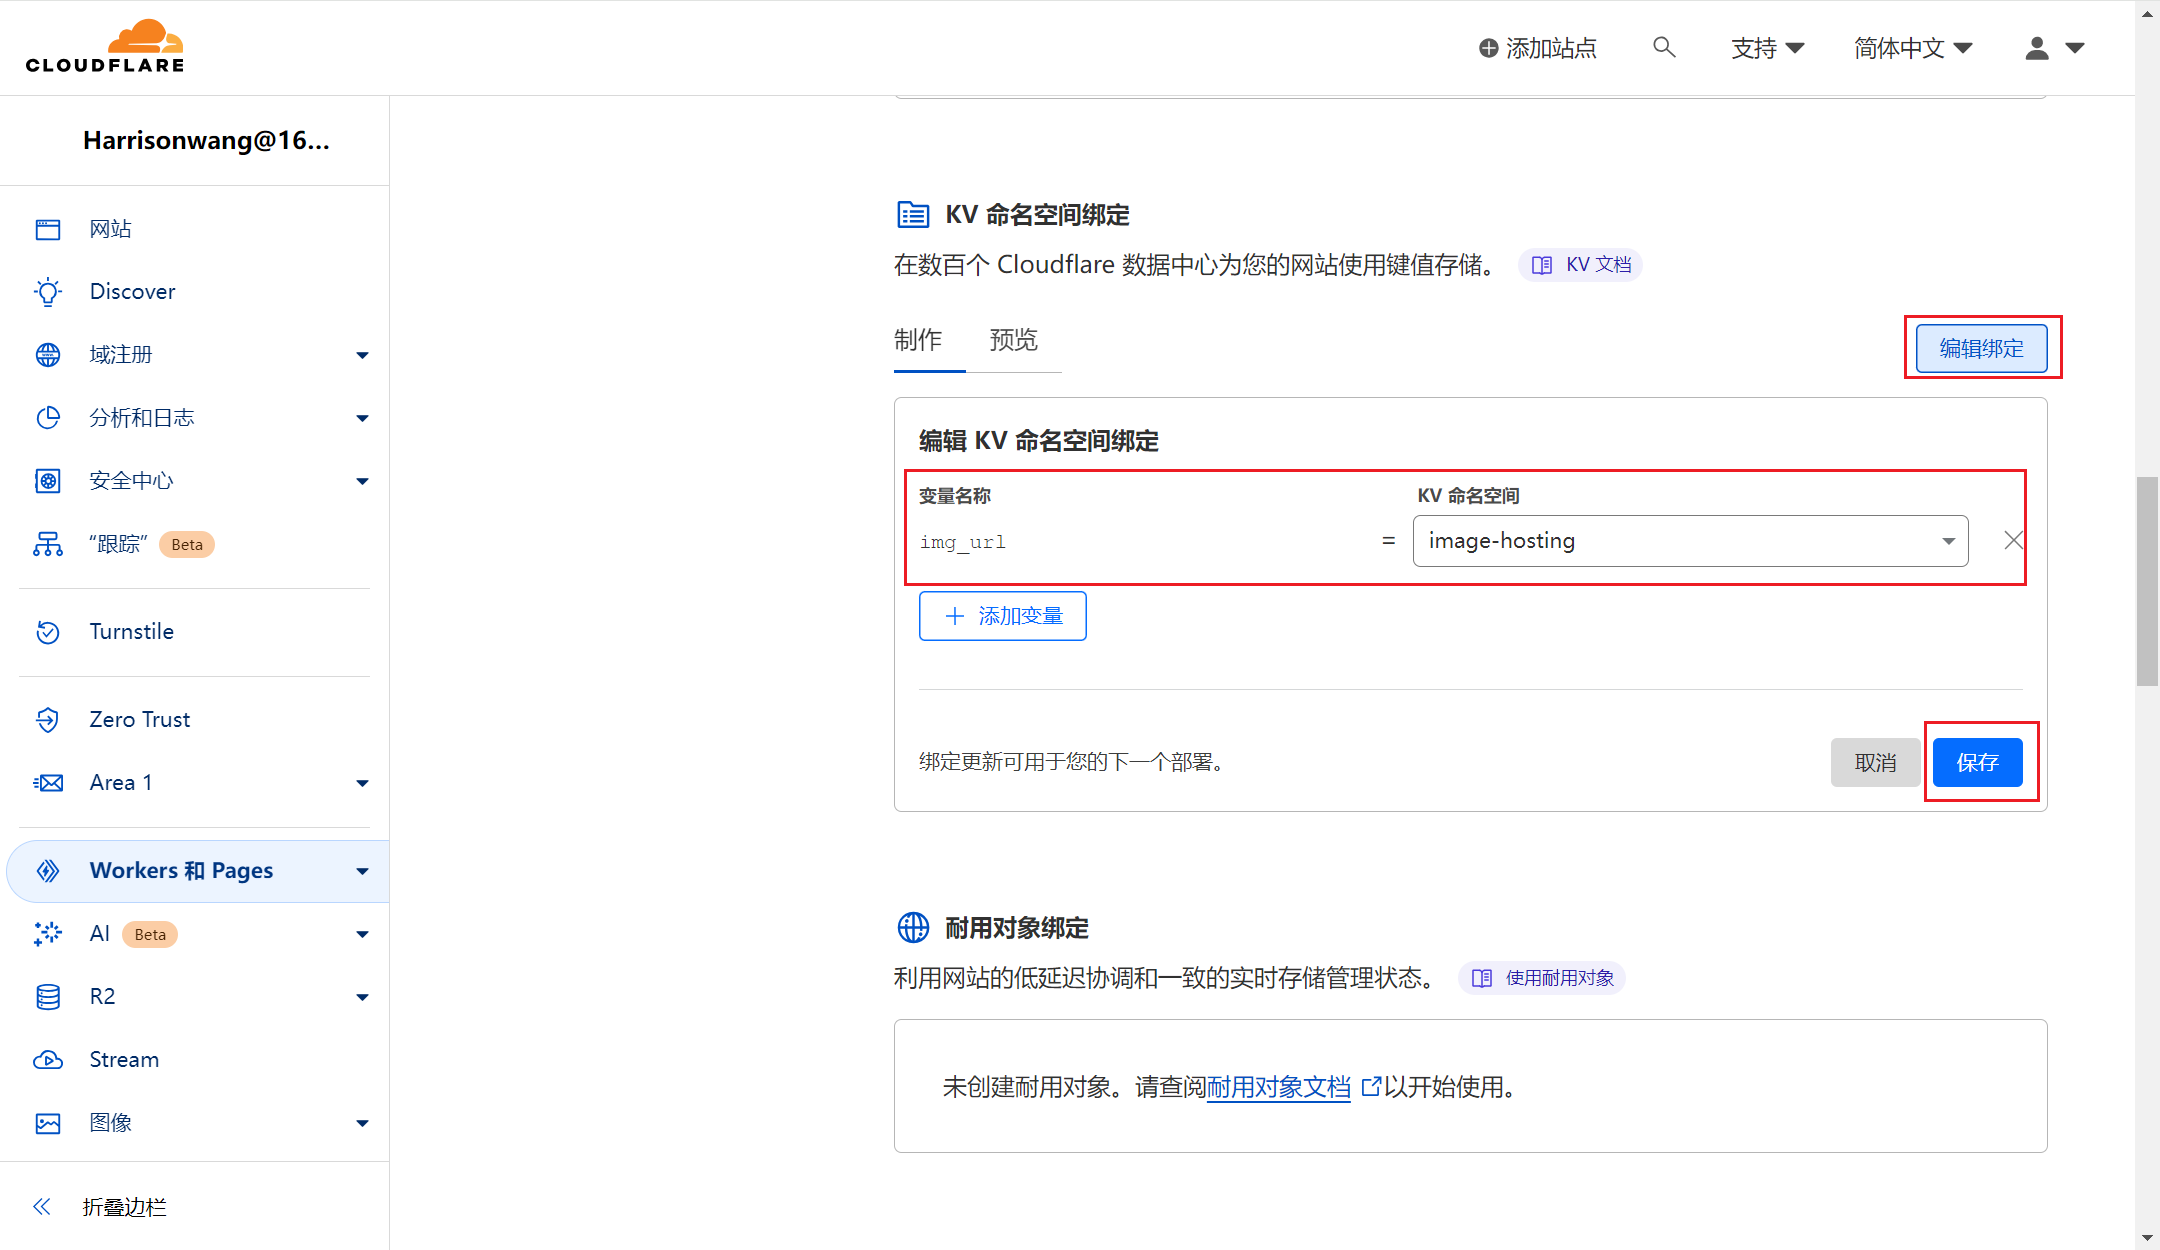 CLOUDFLARE
添加站点
支持
简体中文
Harrisonwang@16...
网站
Discover
域注册
分析和日志
安全中心
“跟踪” Beta
Turnstile
Zero Trust
Area 1
Workers 和 Pages
AI Beta
R2
Stream
图像
折叠边栏
KV 命名空间绑定
在数百个 Cloudflare 数据中心为您的网站使用键值存储。 KV 文档
制作 预览
编辑绑定
编辑 KV 命名空间绑定
变量名称 KV 命名空间
img_url = image-hosting
添加变量
绑定更新可用于您的下一个部署。
取消 保存
耐用对象绑定
利用网站的低延迟协调和一致的实时存储管理状态。 使用耐用对象
未创建耐用对象。请查阅耐用对象文档以开始使用。